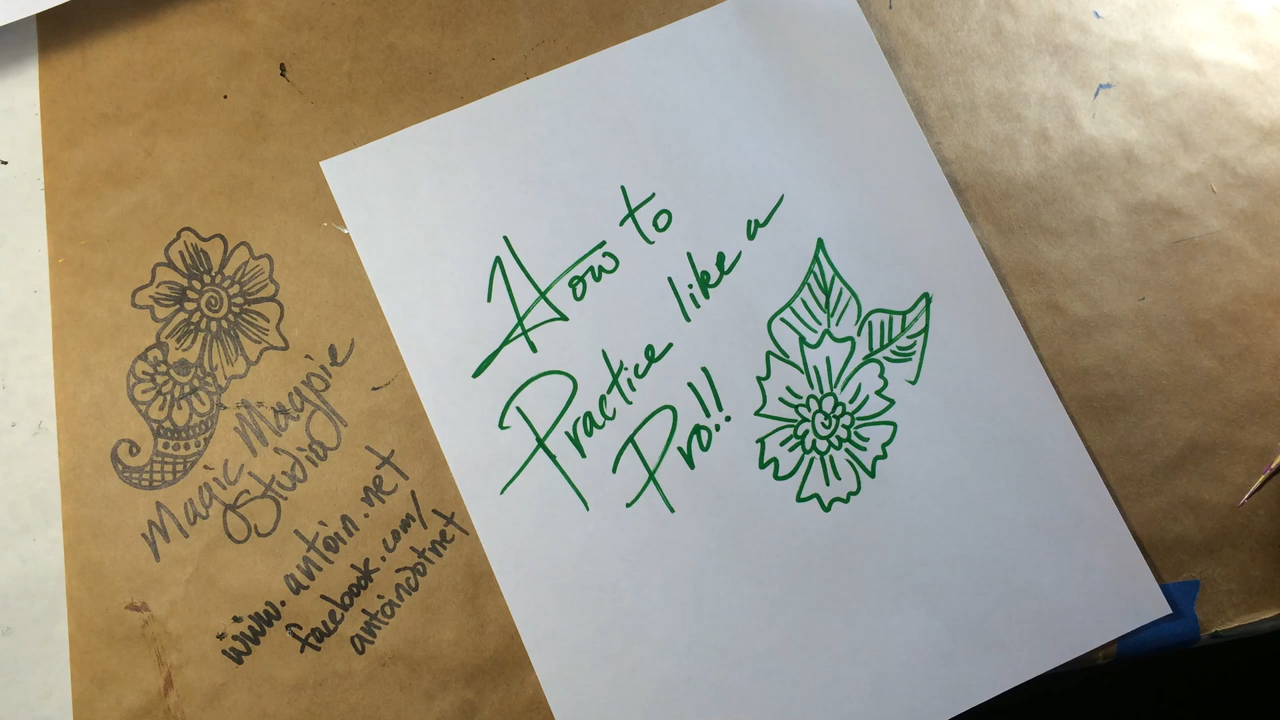 How to
Practice like a
Pro!!
Magic Magpie
Studio
www.antoin.net
facebook.com/
antoindotnet